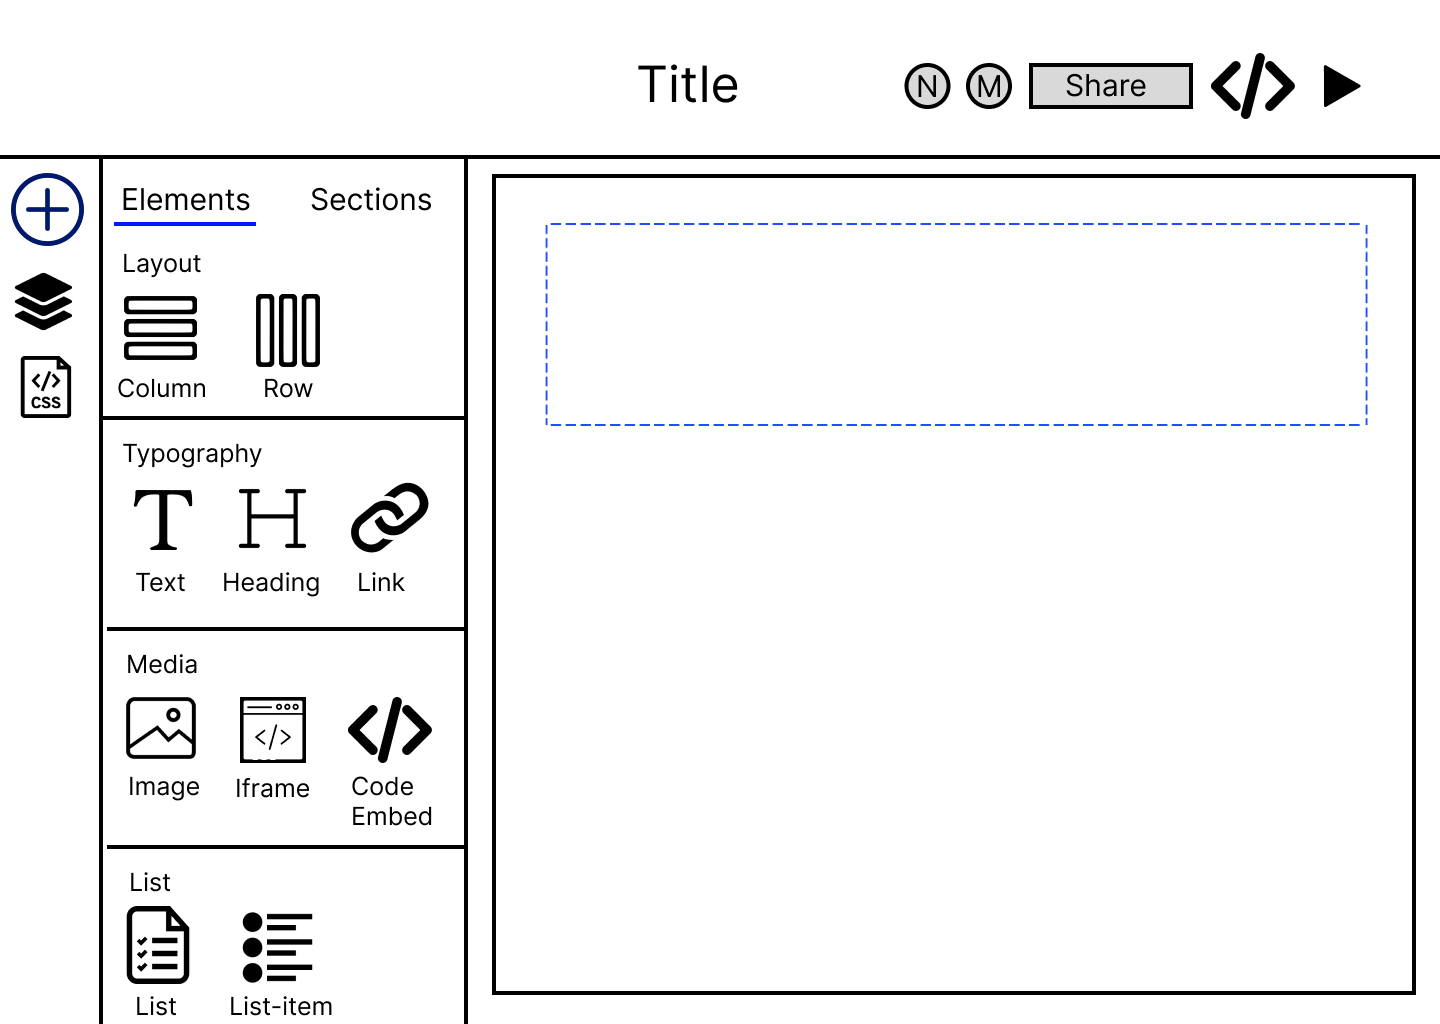 Title
N
M
Share
</>
Elements
Sections
Layout
Column
Row
</>
CSS
Typography
T
H
Text
Heading
Link
Media
</>
</>
Image
Iframe
Code
Embed
List
List
List-item